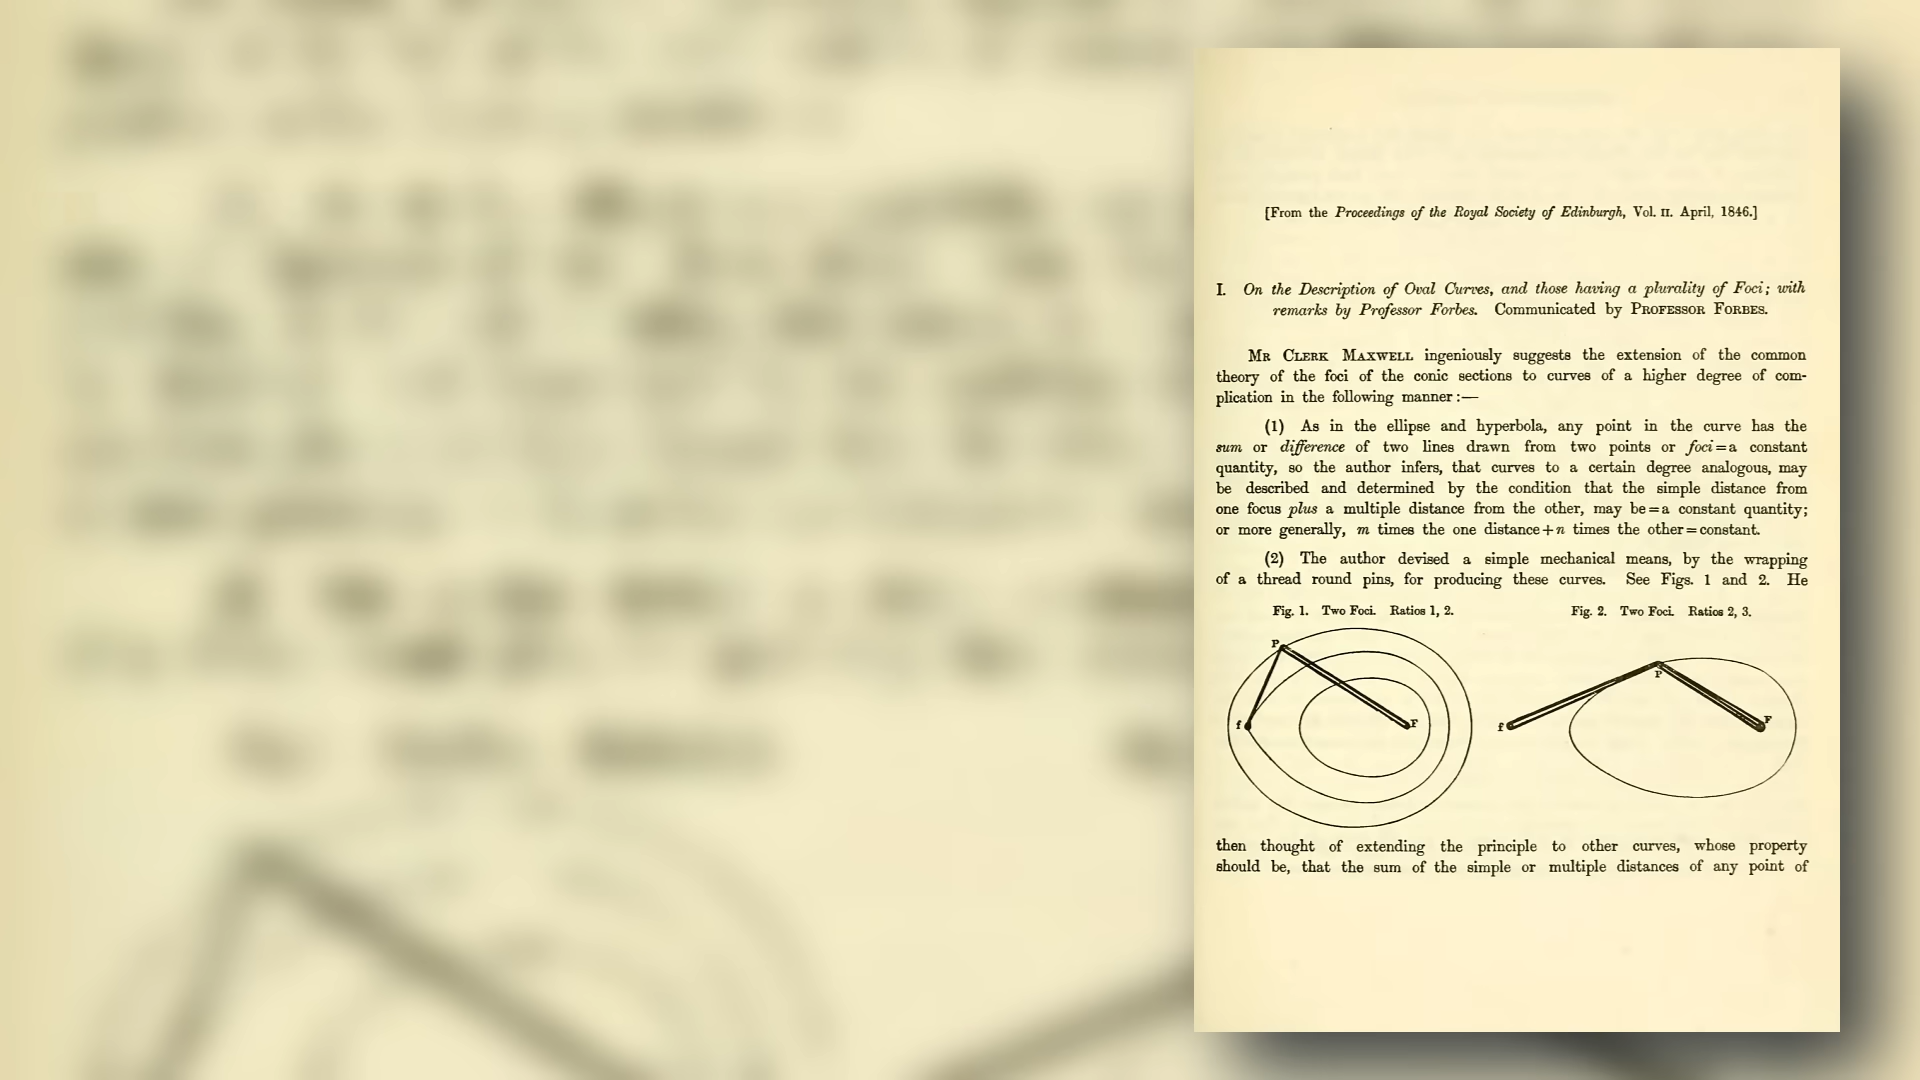 [From the Proceedings of the Royal Society of Edinburgh, Vol. II. April, 1846.]
I. On the Description of Oval Curves, and those having a plurality of Foci; with
remarks by Professor Forbes. Communicated by PROFESSOR FORBES.
MR CLERK MAXWELL ingeniously suggests the extension of the common
theory of the foci of the conic sections to curves of a higher degree of com-
plication in the following manner:—
(1) As in the ellipse and hyperbola, any point in the curve has the
sum or difference of two lines drawn from two points or foci=a constant
quantity, so the author infers, that curves to a certain degree analogous, may
be described and determined by the condition that the simple distance from
one focus plus a multiple distance from the other, may be=a constant quantity;
or more generally, m times the one distance+n times the other=constant.
(2) The author devised a simple mechanical means, by the wrapping
of a thread round pins, for producing these curves. See Figs. 1 and 2. He
Fig. 1. Two Foci. Ratios 1, 2.
Fig. 2. Two Foci. Ratios 2, 3.
P
f
F
P
f
F
then thought of extending the principle to other curves, whose property
should be, that the sum of the simple or multiple distances of any point of